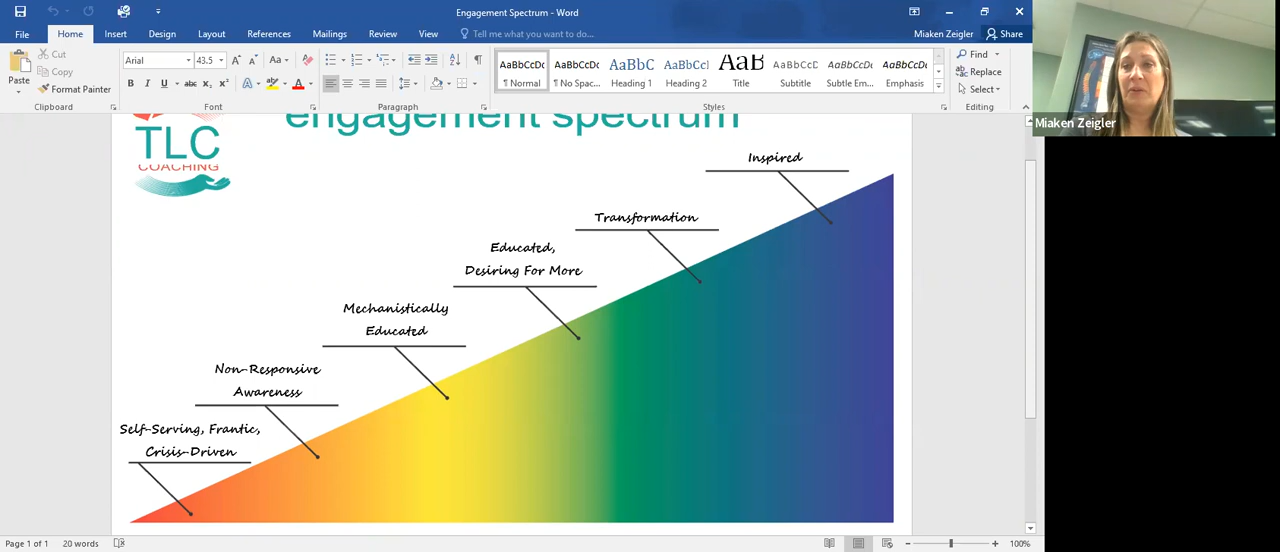 Engagement Spectrum - Word
File Home Insert Design Layout References Mailings Review View Tell me what you want to do... Miaken Zeigler Share
Paste
Cut
Copy
Format Painter
Clipboard
Arial 43.5
Font
Paragraph
AaBbCcDc AaBbCcDc AaBbC AaBbCc AaB AaBbCcD AaBbCcDc AaBbCcDc
¶ Normal ¶ No Spac... Heading 1 Heading 2 Title Subtitle Subtle Em... Emphasis
Styles
Find
Replace
Select
Editing
Miaken Zeigler
engagement spectrum
TLC
COACHING
Inspired
Transformation
Educated,
Desiring For More
Mechanistically
Educated
Non-Responsive
Awareness
Self-Serving, Frantic,
Crisis-Driven
Page 1 of 1 20 words
100%